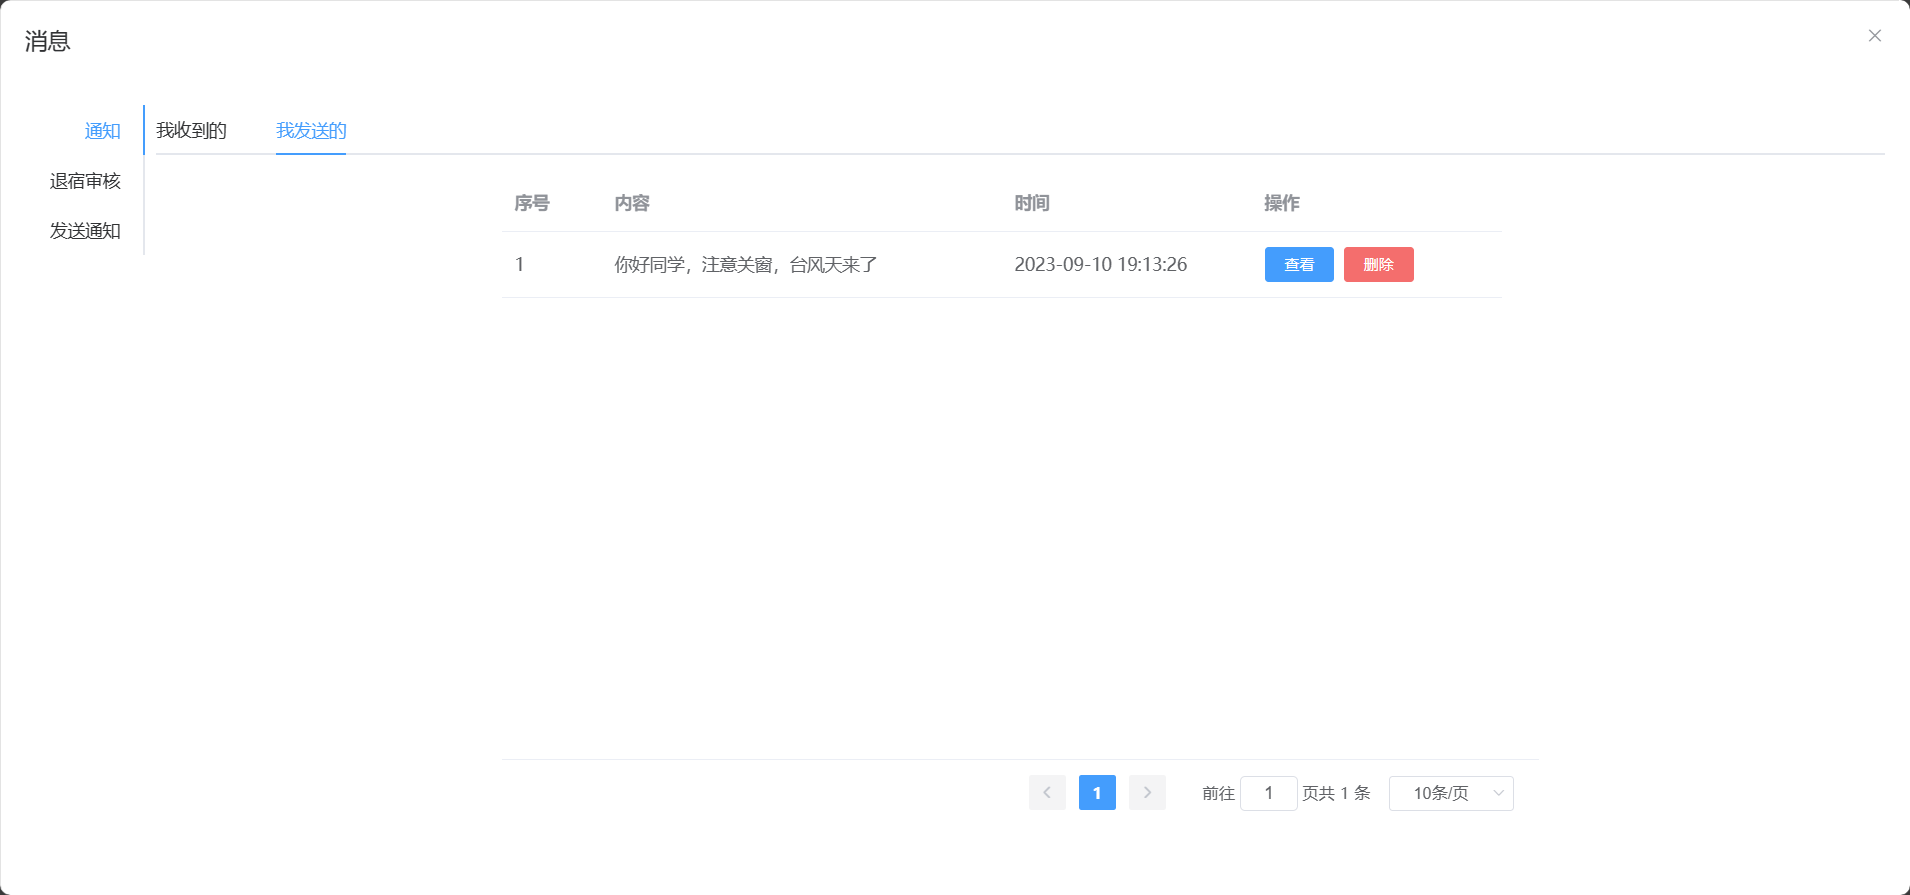 消息
通知
退宿审核
发送通知
我收到的 我发送的
序号 内容 时间 操作
1 你好同学，注意关窗，台风天来了 2023-09-10 19:13:26 查看 删除
1 前往 1 页共 1 条 10条/页